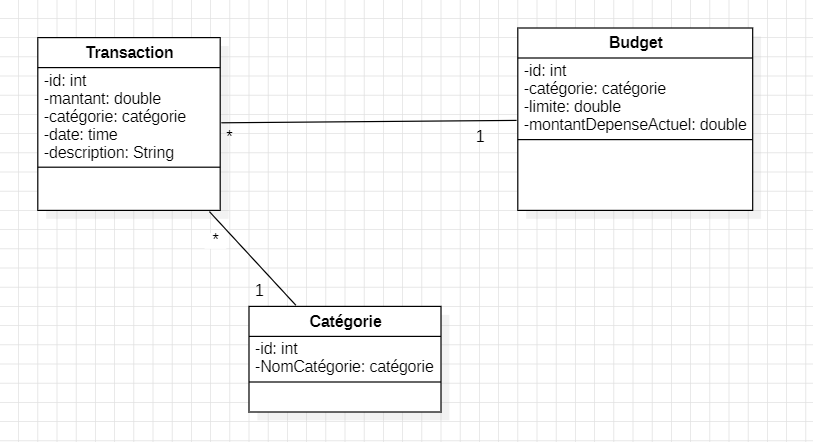 Transaction
-id: int
-mantant: double
-catégorie: catégorie
-date: time
-description: String
*
1
Budget
-id: int
-catégorie: catégorie
-limite: double
-montantDepenseActuel: double
*
1
Catégorie
-id: int
-NomCatégorie: catégorie